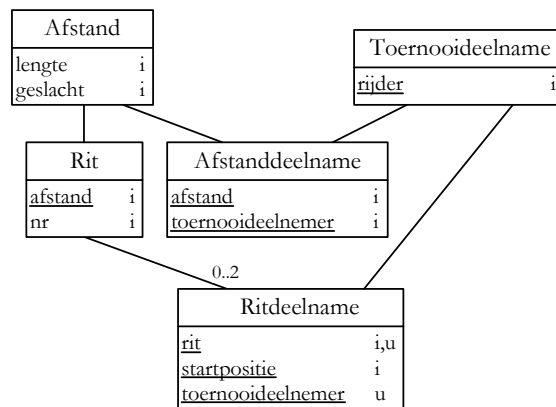 Afstand
lengte i
geslacht i
Toernooideelname
rijder i
Rit
afstand i
nr i
Afstanddeelname
afstand i
toernooideelnemer i
0..2
Ritdeelname
rit i,u
startpositie i
toernooideelnemer u